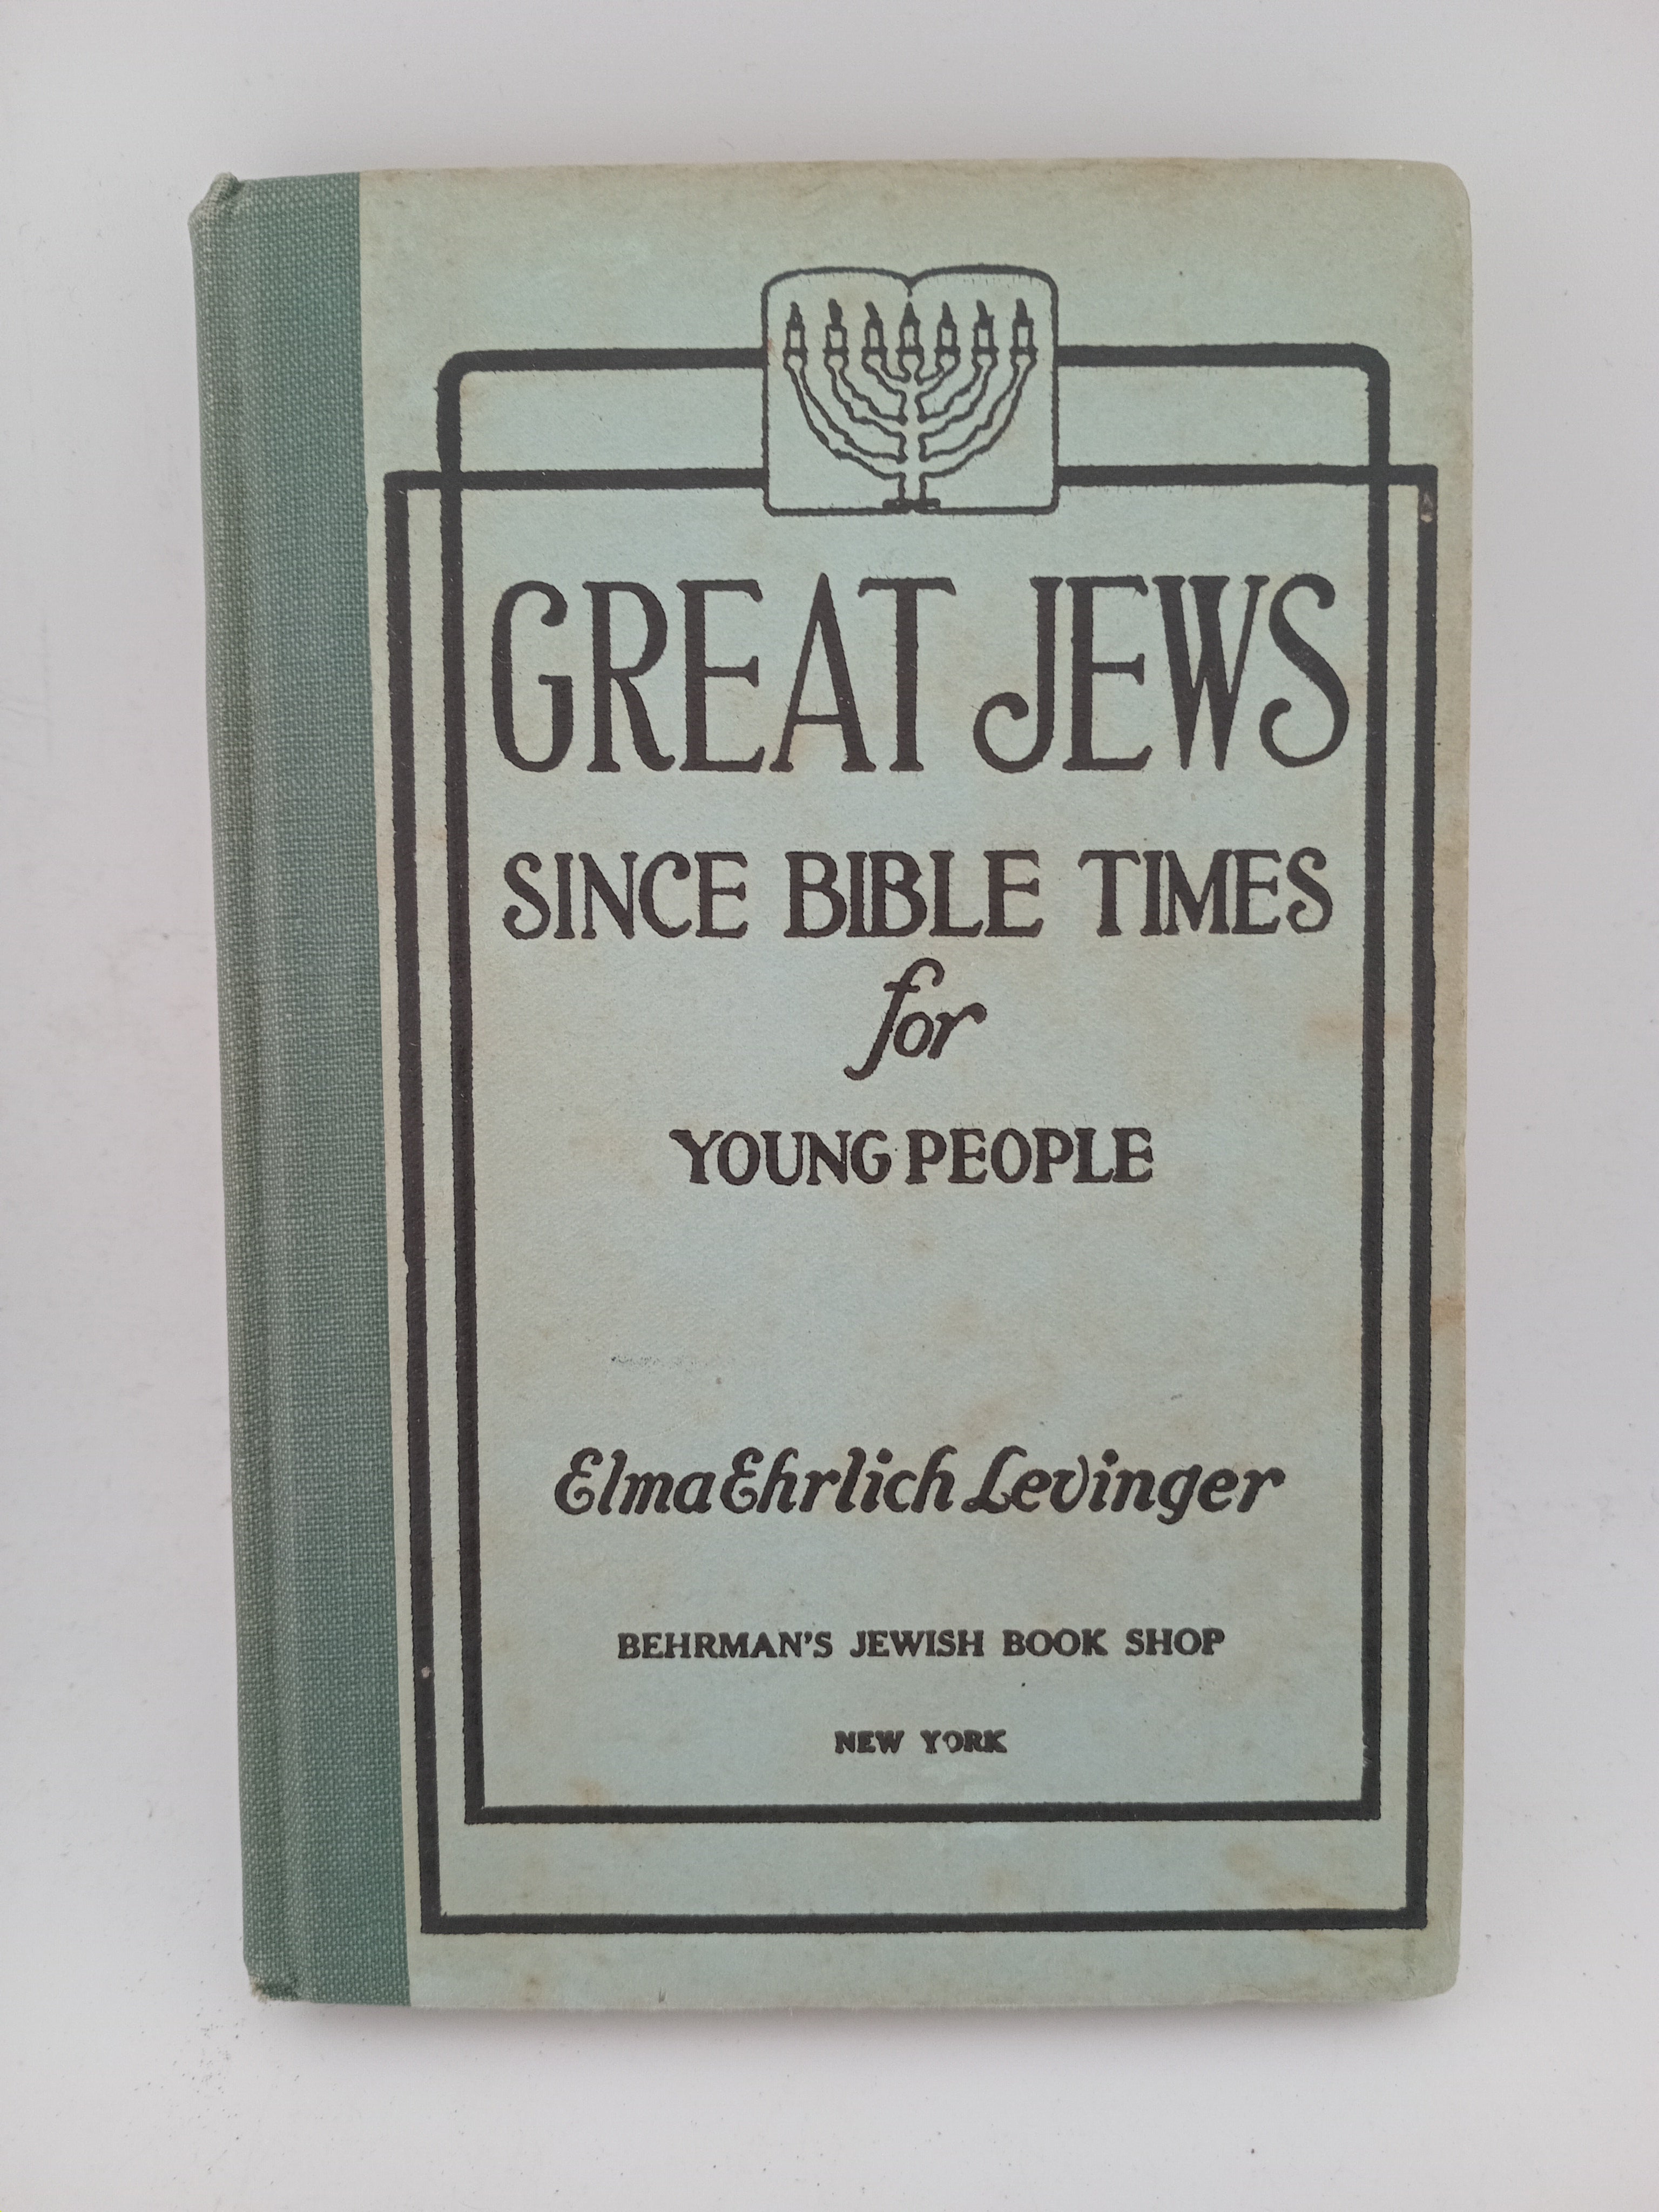 GREAT JEWS
SINCE BIBLE TIMES
for
YOUNG PEOPLE
Elma Ehrlich Levinger
BEHRMAN'S JEWISH BOOK SHOP
NEW YORK